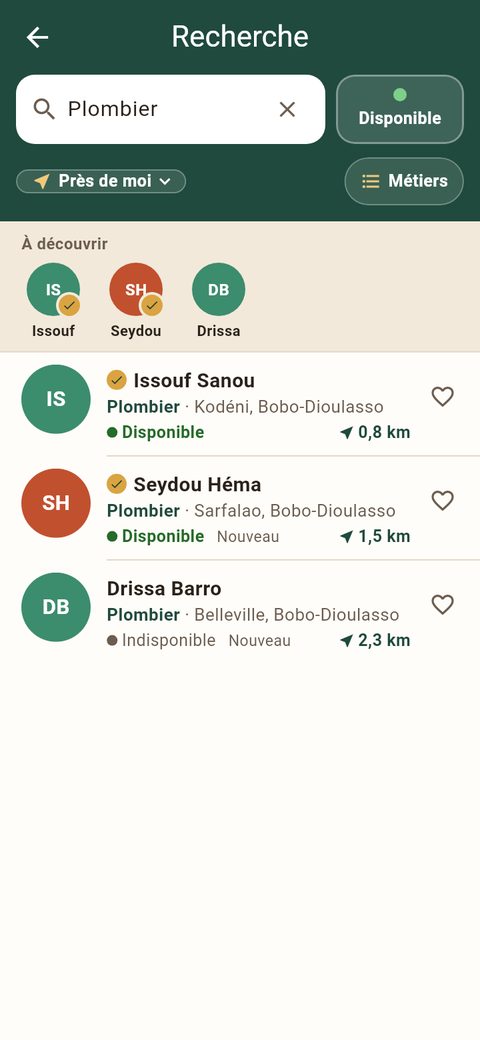 Recherche
Plombier
Disponible
Près de moi
Métiers
À découvrir
IS
SH
DB
Issouf
Seydou
Drissa
IS
Issouf Sanou
Plombier · Kodéni, Bobo-Dioulasso
Disponible 0,8 km
SH
Seydou Héma
Plombier · Sarfalao, Bobo-Dioulasso
Disponible Nouveau 1,5 km
DB
Drissa Barro
Plombier · Belleville, Bobo-Dioulasso
Indisponible Nouveau 2,3 km